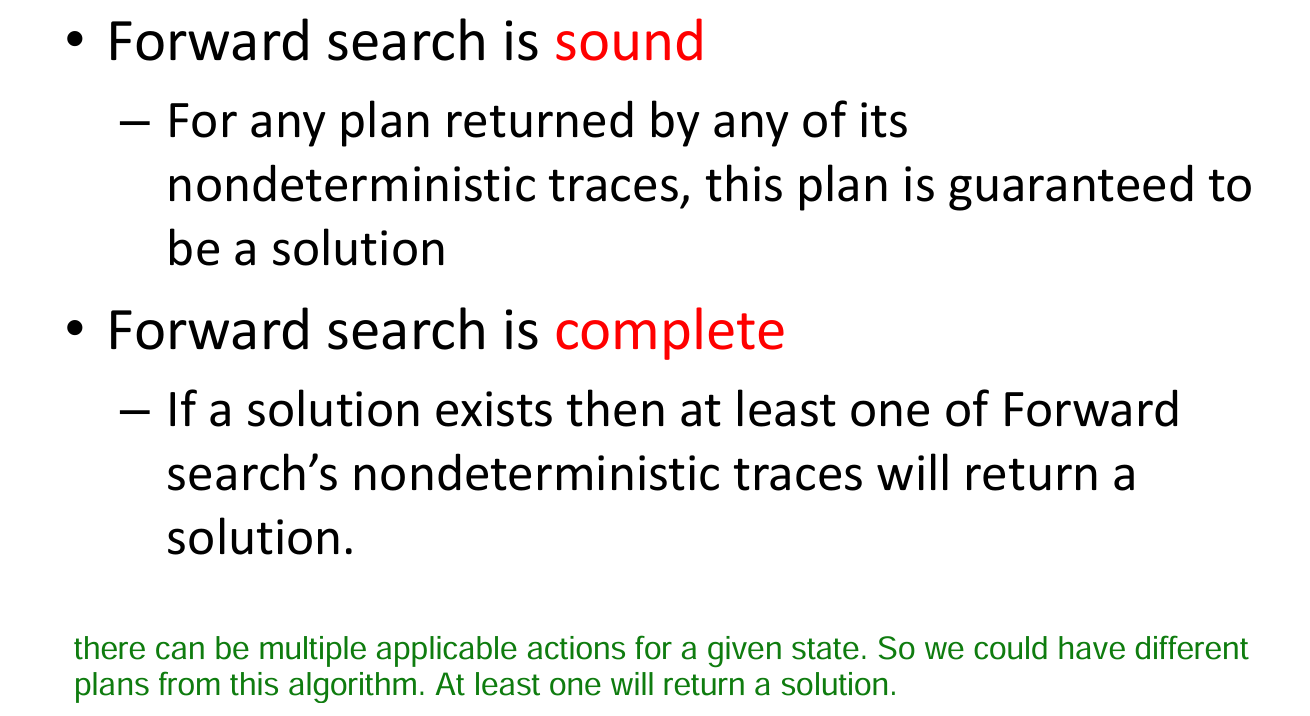 • Forward search is sound
– For any plan returned by any of its
nondeterministic traces, this plan is guaranteed to
be a solution
• Forward search is complete
– If a solution exists then at least one of Forward
search’s nondeterministic traces will return a
solution.
there can be multiple applicable actions for a given state. So we could have different
plans from this algorithm. At least one will return a solution.